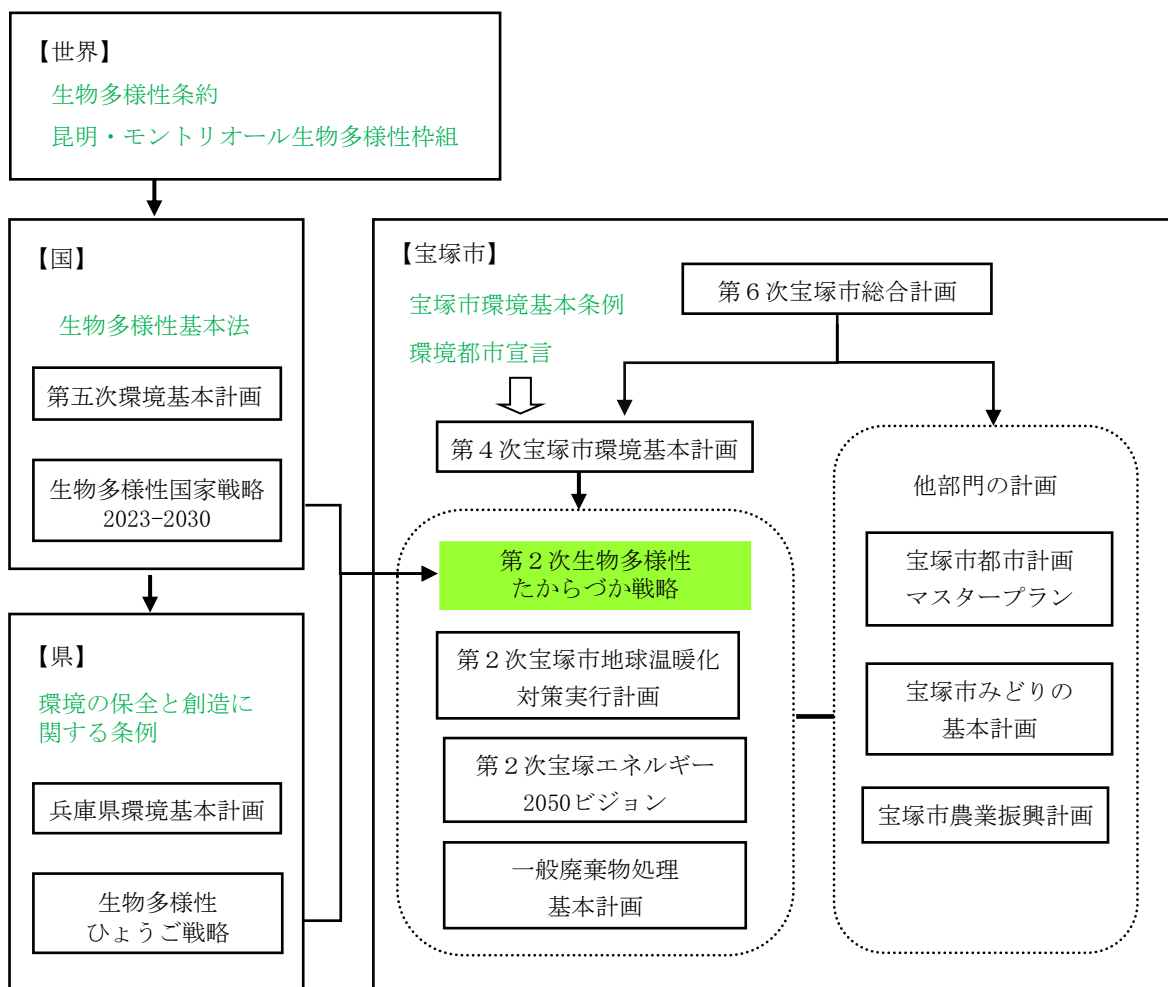 【世界】
生物多様性条約
昆明・モントリオール生物多様性枠組
【国】
生物多様性基本法
第五次環境基本計画
生物多様性国家戦略
2023-2030
【県】
環境の保全と創造に
関する条例
兵庫県環境基本計画
生物多様性
ひょうご戦略
【宝塚市】
第６次宝塚市総合計画
宝塚市環境基本条例
環境都市宣言
第４次宝塚市環境基本計画
第２次生物多様性
たからづか戦略
第２次宝塚市地球温暖化
対策実行計画
第２次宝塚エネルギー
2050ビジョン
一般廃棄物処理
基本計画
他部門の計画
宝塚市都市計画
マスタープラン
宝塚市みどりの
基本計画
宝塚市農業振興計画